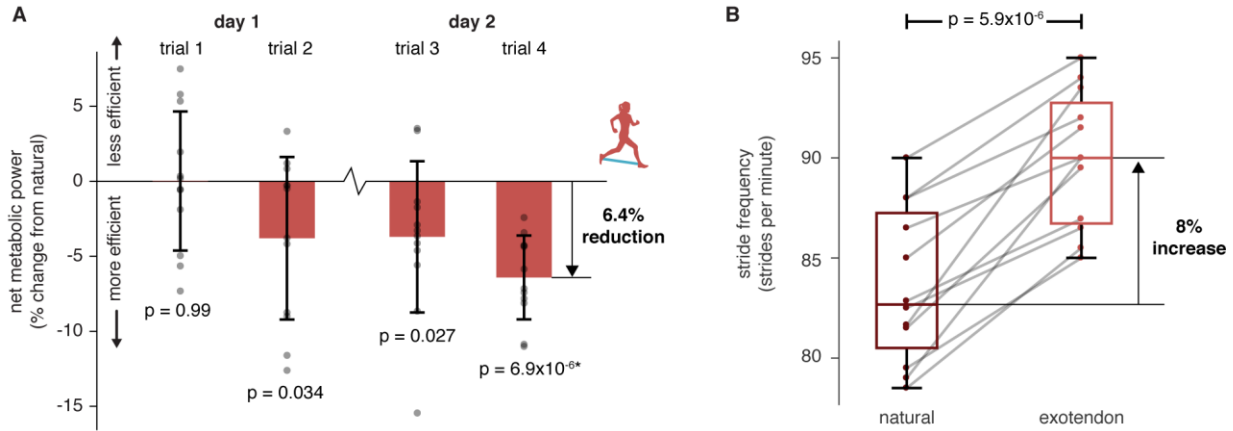 A
day 1
day 2
trial 1
trial 2
trial 3
trial 4
net metabolic power
(% change from natural)
less efficient
more efficient
5
0
-5
-10
-15
p = 0.99
p = 0.034
p = 0.027
p = 6.9x10-6*
6.4%
reduction
B
p = 5.9x10-6
stride frequency
(strides per minute)
95
90
85
80
8%
increase
natural
exotendon